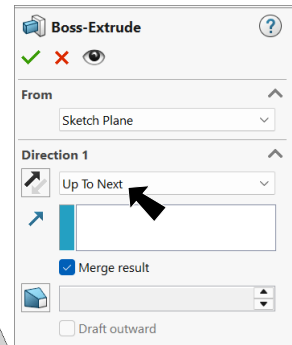 Boss-Extrude
?
From
Sketch Plane
Direction 1
Up To Next
Merge result
Draft outward